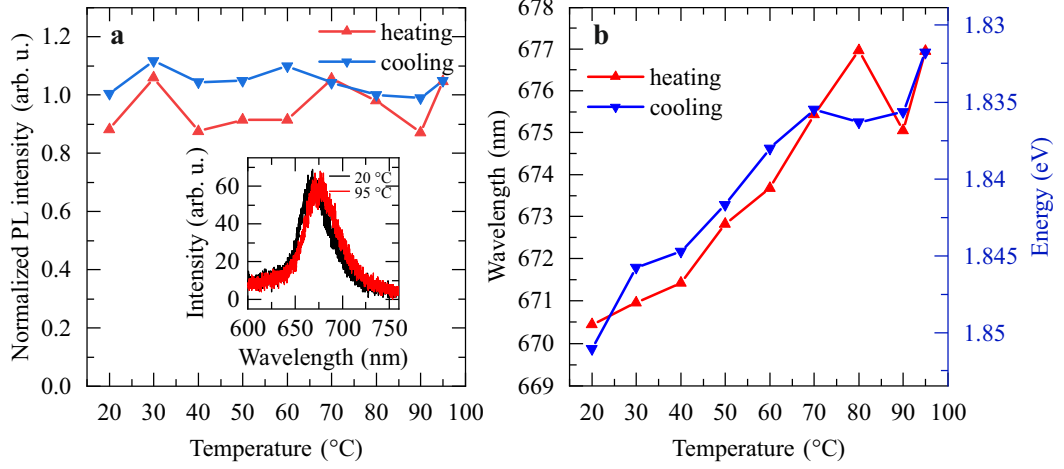 a
heating
cooling
Normalized PL intensity (arb. u.)
1.2
1.0
0.8
0.6
0.4
0.2
0.0
20 30 40 50 60 70 80 90 100
Temperature (°C)
20 °C
95 °C
Intensity (arb. u.)
60
40
20
0
600 650 700 750
Wavelength (nm)
b
heating
cooling
Wavelength (nm)
678
677
676
675
674
673
672
671
670
669
20 30 40 50 60 70 80 90 100
Temperature (°C)
1.83
1.835
1.84
1.845
1.85
Energy (eV)